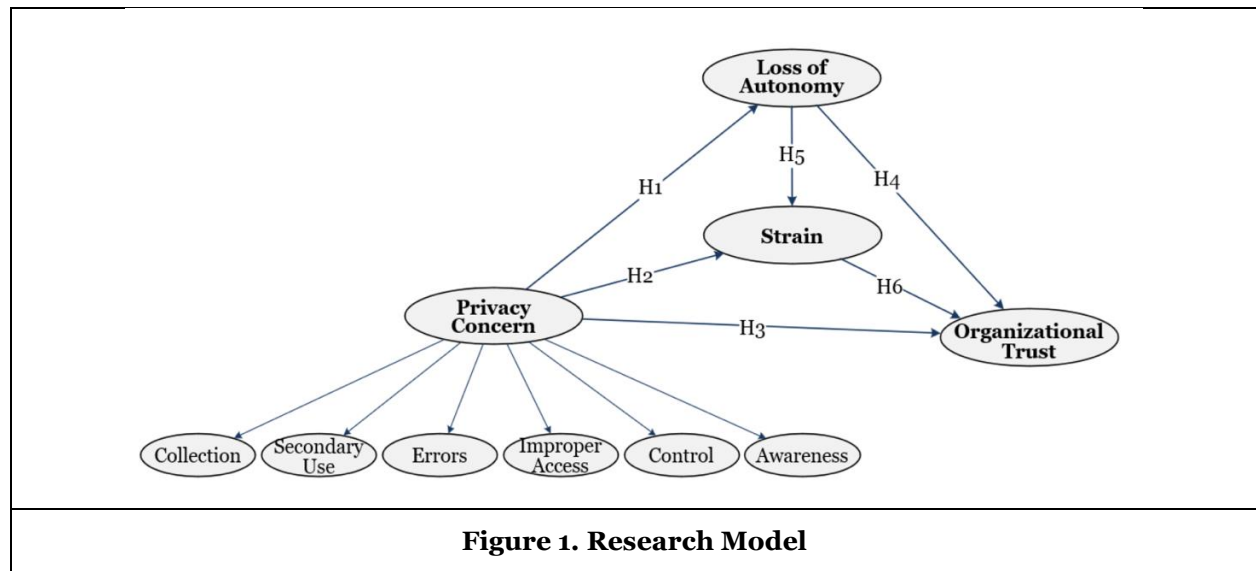 Loss of
Autonomy
H5
H1
H4
Strain
H2
H6
Privacy
Concern
H3
Organizational
Trust
Collection
Secondary
Use
Errors
Improper
Access
Control
Awareness
Figure 1. Research Model